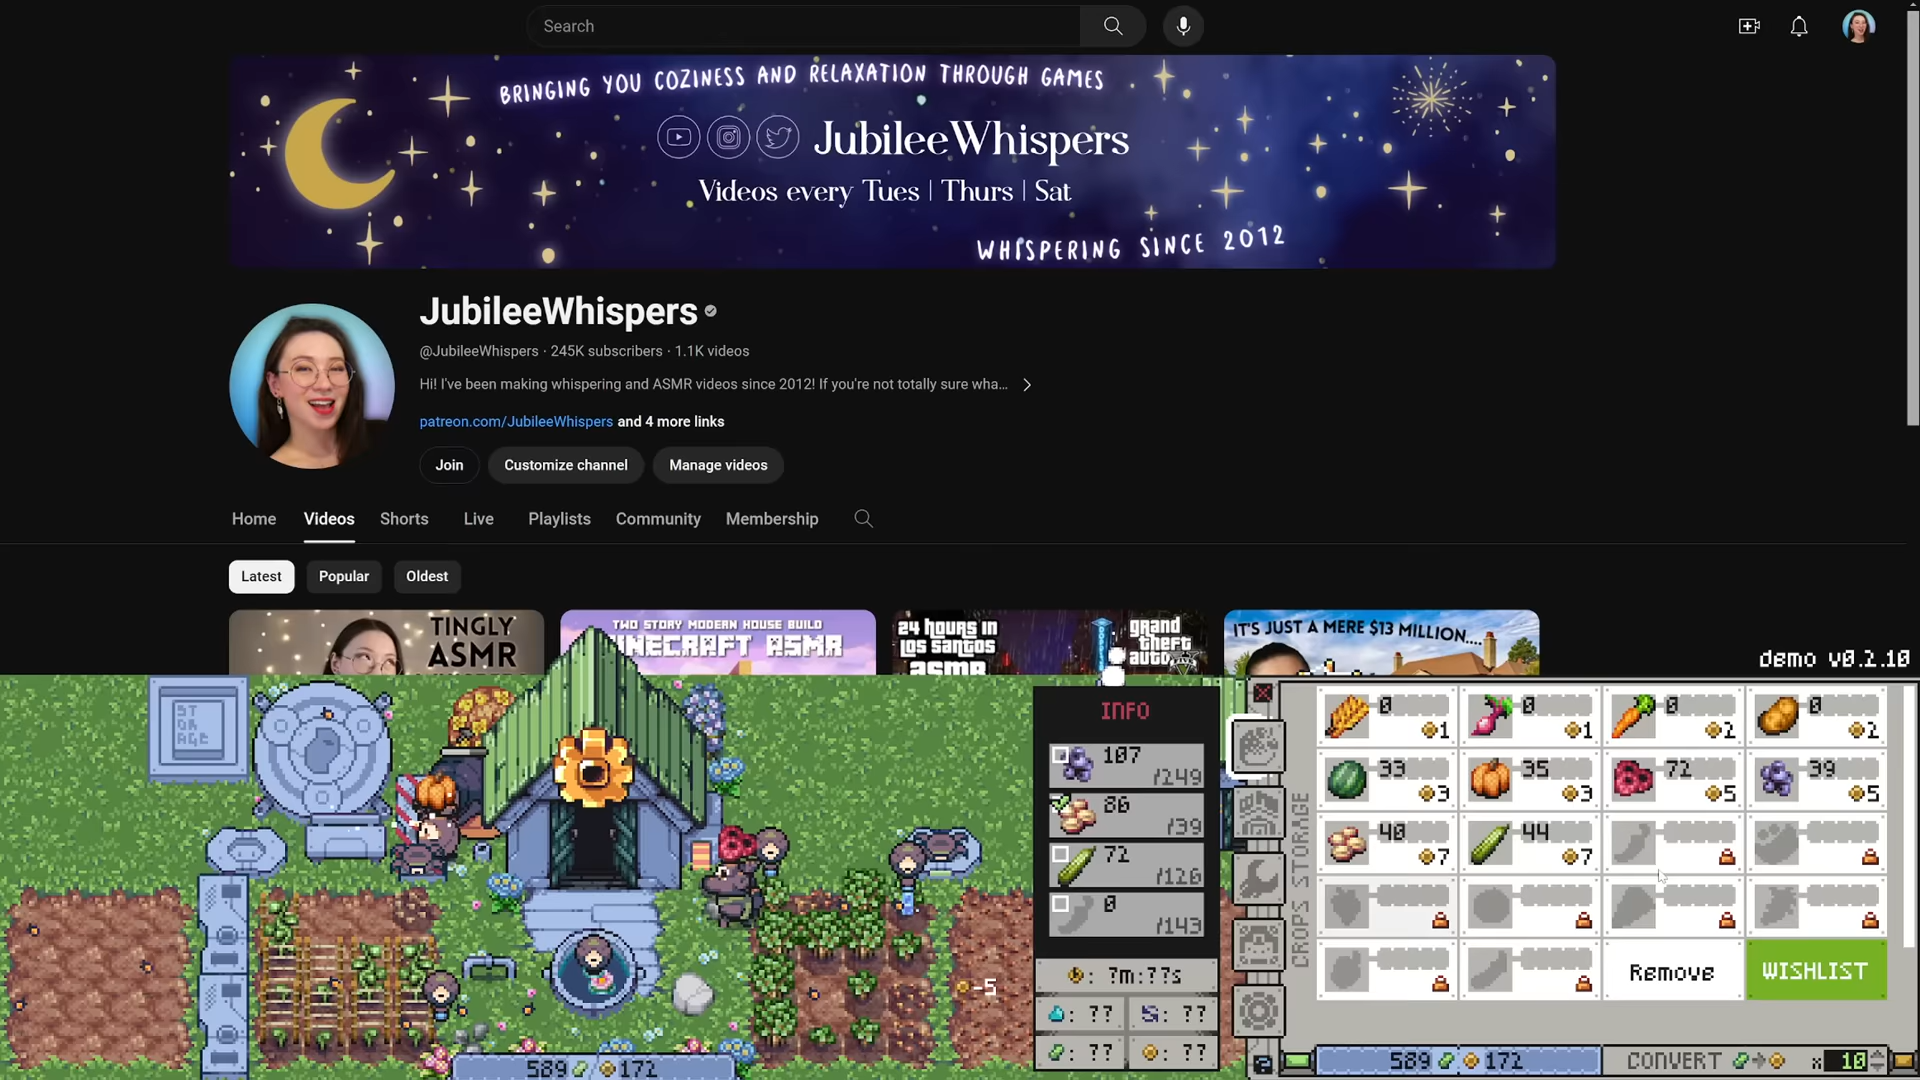 Search
BRINGING YOU COZINESS AND RELAXATION THROUGH GAMES
JubileeWhispers
Videos every Tues | Thurs | Sat
WHISPERING SINCE 2012
JubileeWhispers
@JubileeWhispers · 245K subscribers · 1.1K videos
Hi! I've been making whispering and ASMR videos since 2012! If you're not totally sure wha...
patreon.com/JubileeWhispers and 4 more links
Join
Customize channel
Manage videos
Home
Videos
Shorts
Live
Playlists
Community
Membership
Latest
Popular
Oldest
TINGLY
ASMR
TWO STORY MODERN HOUSE BUILD
MINECRAFT ASMR
24 HOURS IN
LOS SANTOS
ASMR
grand
theft
auto
V
IT'S JUST A MERE $13 MILLION....
demo v0.2.10
ST
OR
AGE
-5
589 172
INFO
107
/249
86
/39
72
/126
0
/143
: ?m:??s
: ??
: ??
: ??
: ??
CROPS STORAGE
0
1
0
1
0
2
0
2
33
3
35
3
72
5
39
5
40
7
44
7
Remove
WISHLIST
589 172
CONVERT
x 10